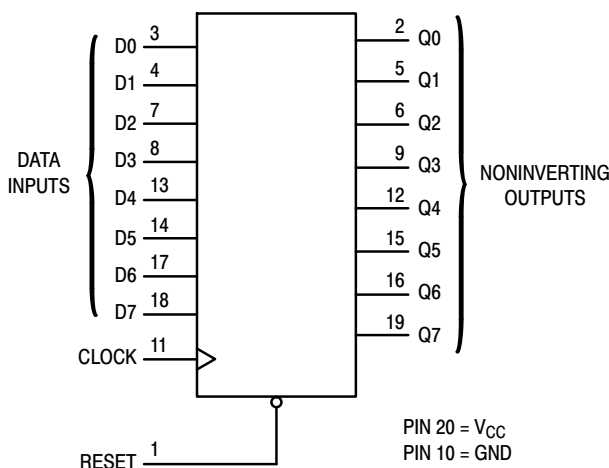 D0 3
D1 4
D2 7
D3 8
D4 13
D5 14
D6 17
D7 18
DATA
INPUTS
CLOCK 11
RESET 1
2 Q0
5 Q1
6 Q2
9 Q3
12 Q4
15 Q5
16 Q6
19 Q7
NONINVERTING
OUTPUTS
PIN 20 = VCC
PIN 10 = GND